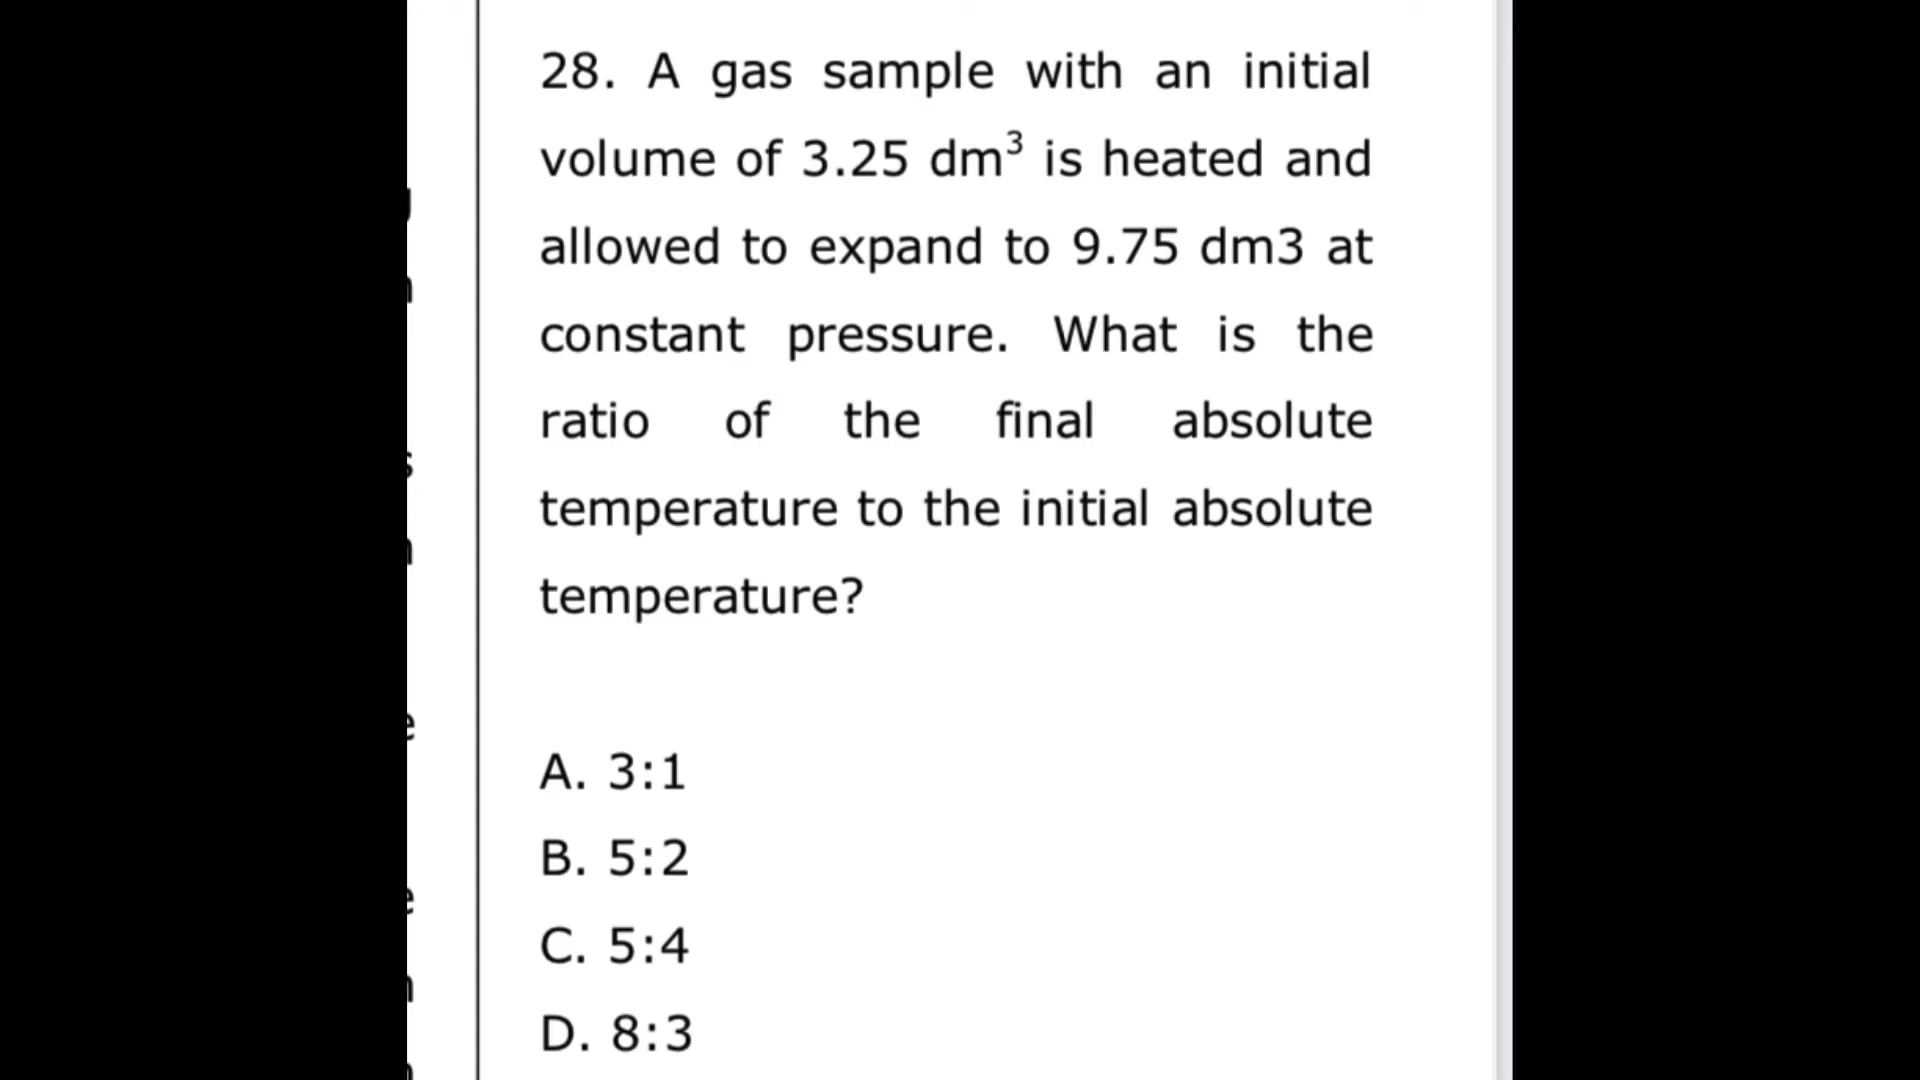 28. A gas sample with an initial
volume of 3.25 dm³ is heated and
allowed to expand to 9.75 dm3 at
constant pressure. What is the
ratio of the final absolute
temperature to the initial absolute
temperature?
A. 3:1
B. 5:2
C. 5:4
D. 8:3